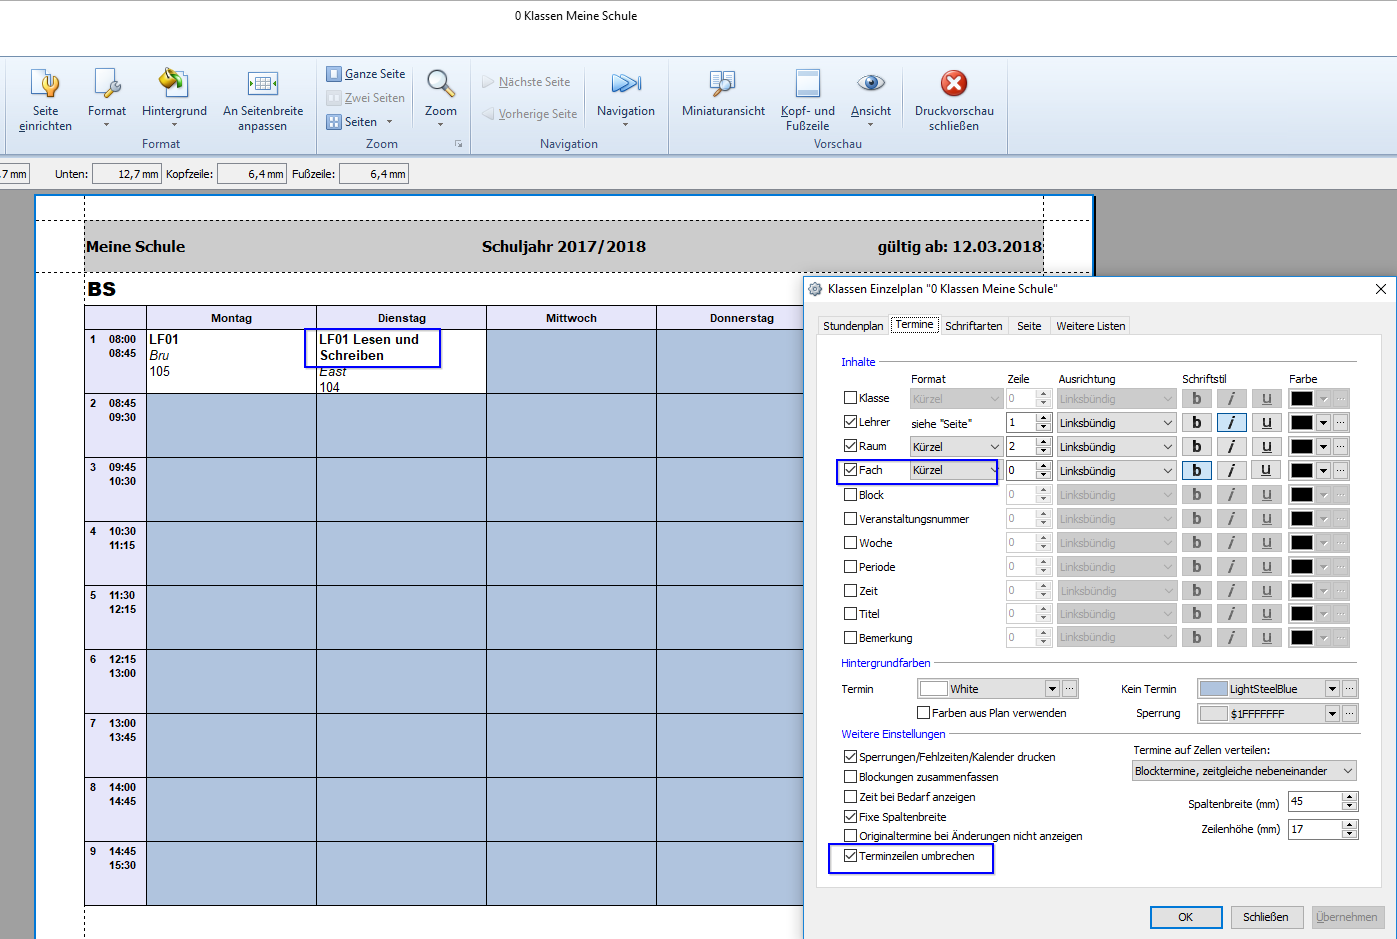 0 Klassen Meine Schule
Seite einrichten
Format
Hintergrund
An Seitenbreite anpassen
Format
Ganze Seite
Zwei Seiten
Seiten
Zoom
Zoom
Nächste Seite
Vorherige Seite
Navigation
Navigation
Miniaturansicht
Kopf- und Fußzeile
Ansicht
Druckvorschau schließen
Vorschau
,7 mm Unten: 12,7 mm Kopfzeile: 6,4 mm Fußzeile: 6,4 mm
Meine Schule Schuljahr 2017/2018 gültig ab: 12.03.2018
BS
Montag Dienstag Mittwoch Donnerstag
1 08:00
08:45
LF01
Bru
105
LF01 Lesen und
Schreiben
East
104
2 08:45
09:30
3 09:45
10:30
4 10:30
11:15
5 11:30
12:15
6 12:15
13:00
7 13:00
13:45
8 14:00
14:45
9 14:45
15:30
Klassen Einzelplan "0 Klassen Meine Schule"
Stundenplan Termine Schriftarten Seite Weitere Listen
Inhalte
Format Zeile Ausrichtung Schriftstil Farbe
Klasse Kürzel 0 Linksbündig b i u
Lehrer siehe "Seite" 1 Linksbündig b i u
Raum Kürzel 2 Linksbündig b i u
Fach Kürzel 0 Linksbündig b i u
Block 0 Linksbündig b i u
Veranstaltungsnummer 0 Linksbündig b i u
Woche 0 Linksbündig b i u
Periode 0 Linksbündig b i u
Zeit 0 Linksbündig b i u
Titel 0 Linksbündig b i u
Bemerkung 0 Linksbündig b i u
Hintergrundfarben
Termin White Kein Termin LightSteelBlue
Farben aus Plan verwenden Sperrung $1FFFFFFF
Weitere Einstellungen
Sperrungen/Fehlzeiten/Kalender drucken
Blockungen zusammenfassen
Zeit bei Bedarf anzeigen
Fixe Spaltenbreite
Originaltermine bei Änderungen nicht anzeigen
Terminzeilen umbrechen
Termine auf Zellen verteilen:
Blocktermine, zeitgleiche nebeneinander
Spaltenbreite (mm) 45
Zeilenhöhe (mm) 17
OK Schließen Übernehmen